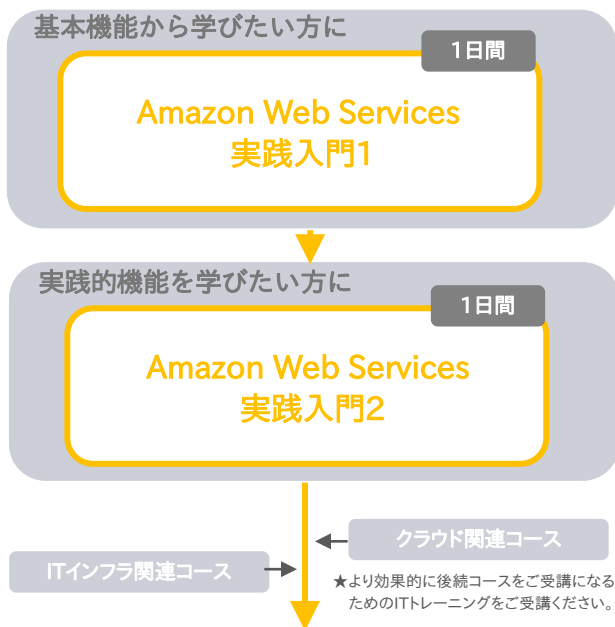 基本機能から学びたい方に
1日間
Amazon Web Services
実践入門1
実践的機能を学びたい方に
1日間
Amazon Web Services
実践入門2
クラウド関連コース
ITインフラ関連コース
★より効果的に後続コースをご受講になる
ためのITトレーニングをご受講ください。